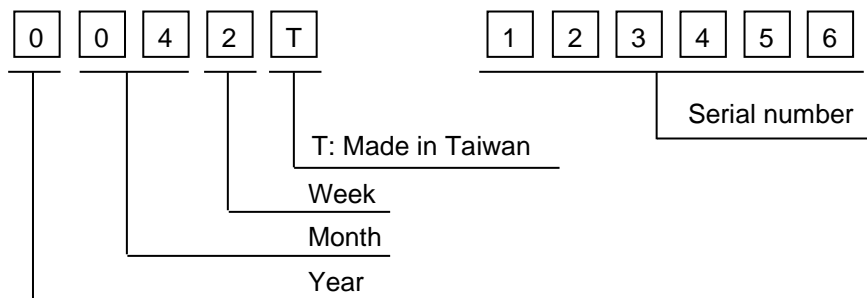 0 0 4 2 T 1 2 3 4 5 6
Serial number
T: Made in Taiwan
Week
Month
Year